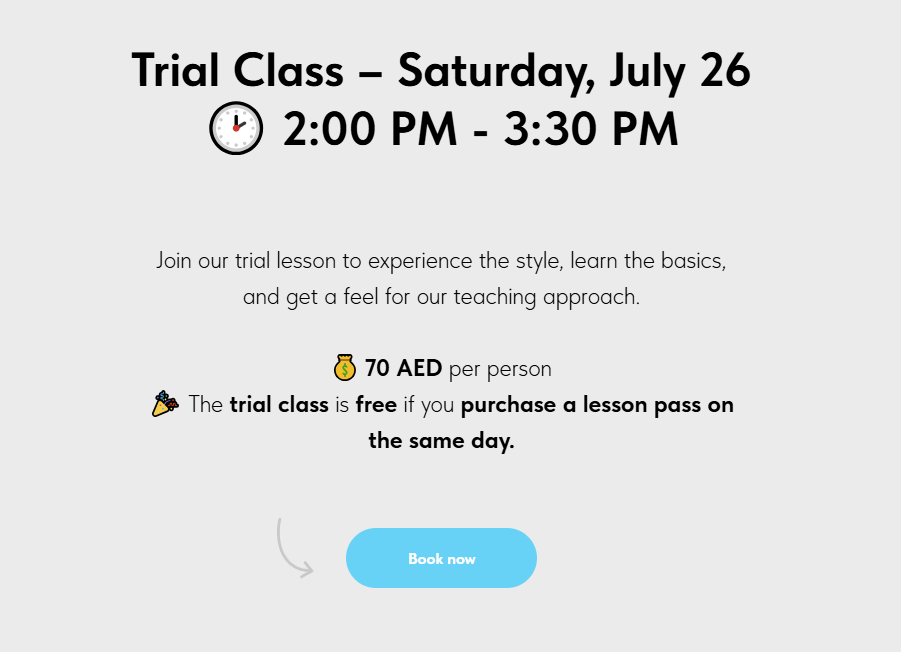 Trial Class – Saturday, July 26
🕑 2:00 PM - 3:30 PM
Join our trial lesson to experience the style, learn the basics,
and get a feel for our teaching approach.
💰 70 AED per person
🎉 The trial class is free if you purchase a lesson pass on
the same day.
Book now